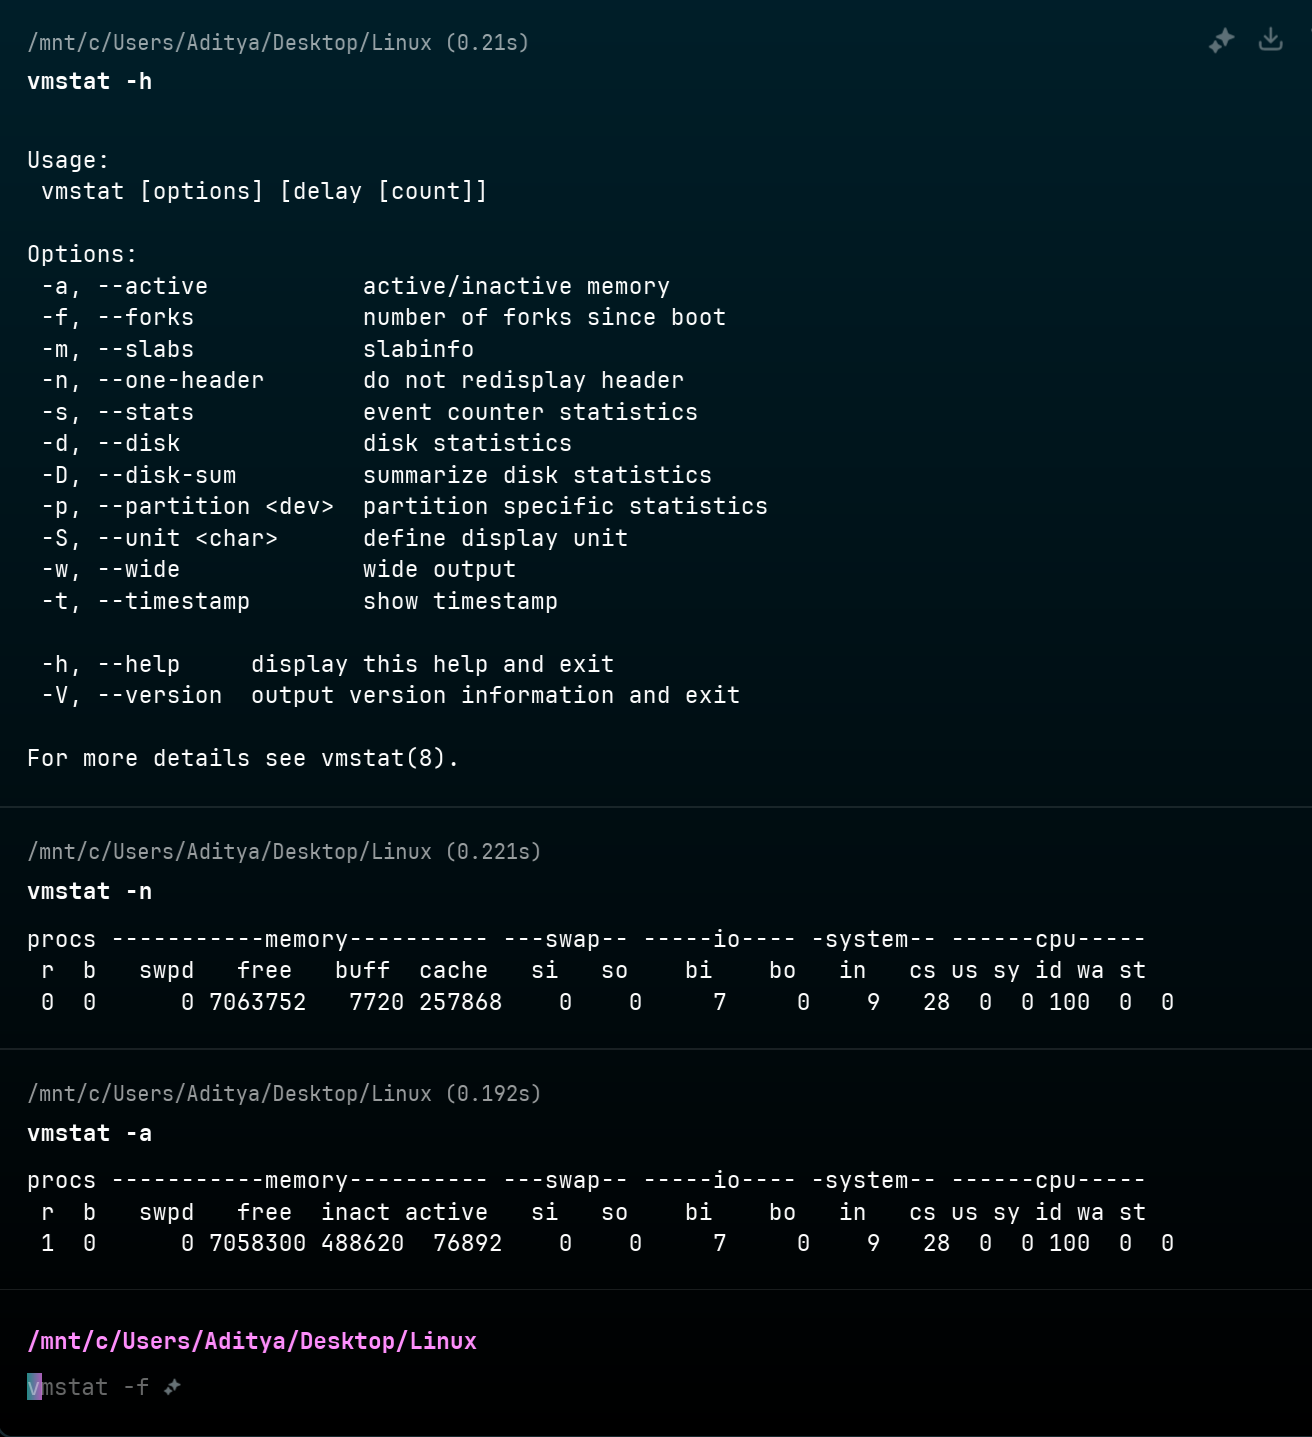 /mnt/c/Users/Aditya/Desktop/Linux (0.21s)
vmstat -h
Usage:
 vmstat [options] [delay [count]]
Options:
 -a, --active           active/inactive memory
 -f, --forks            number of forks since boot
 -m, --slabs            slabinfo
 -n, --one-header       do not redisplay header
 -s, --stats            event counter statistics
 -d, --disk             disk statistics
 -D, --disk-sum         summarize disk statistics
 -p, --partition <dev>  partition specific statistics
 -S, --unit <char>      define display unit
 -w, --wide             wide output
 -t, --timestamp        show timestamp
 -h, --help     display this help and exit
 -V, --version  output version information and exit
For more details see vmstat(8).
/mnt/c/Users/Aditya/Desktop/Linux (0.221s)
vmstat -n
procs -----------memory---------- ---swap-- -----io---- -system-- ------cpu-----
 r  b   swpd   free   buff  cache   si   so    bi    bo   in   cs us sy id wa st
 0  0      0 7063752   7720 257868    0    0     7     0    9   28  0  0 100  0  0
/mnt/c/Users/Aditya/Desktop/Linux (0.192s)
vmstat -a
procs -----------memory---------- ---swap-- -----io---- -system-- ------cpu-----
 r  b   swpd   free  inact active   si   so    bi    bo   in   cs us sy id wa st
 1  0      0 7058300 488620  76892    0    0     7     0    9   28  0  0 100  0  0
/mnt/c/Users/Aditya/Desktop/Linux
vmstat -f